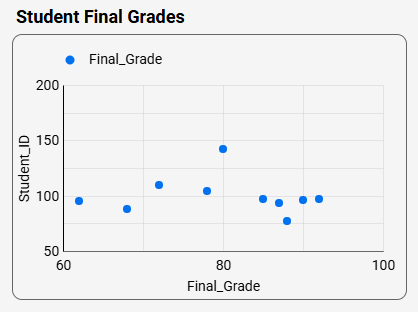 Student Final Grades
Final_Grade
200
150
100
50
60 80 100
Student_ID
Final_Grade